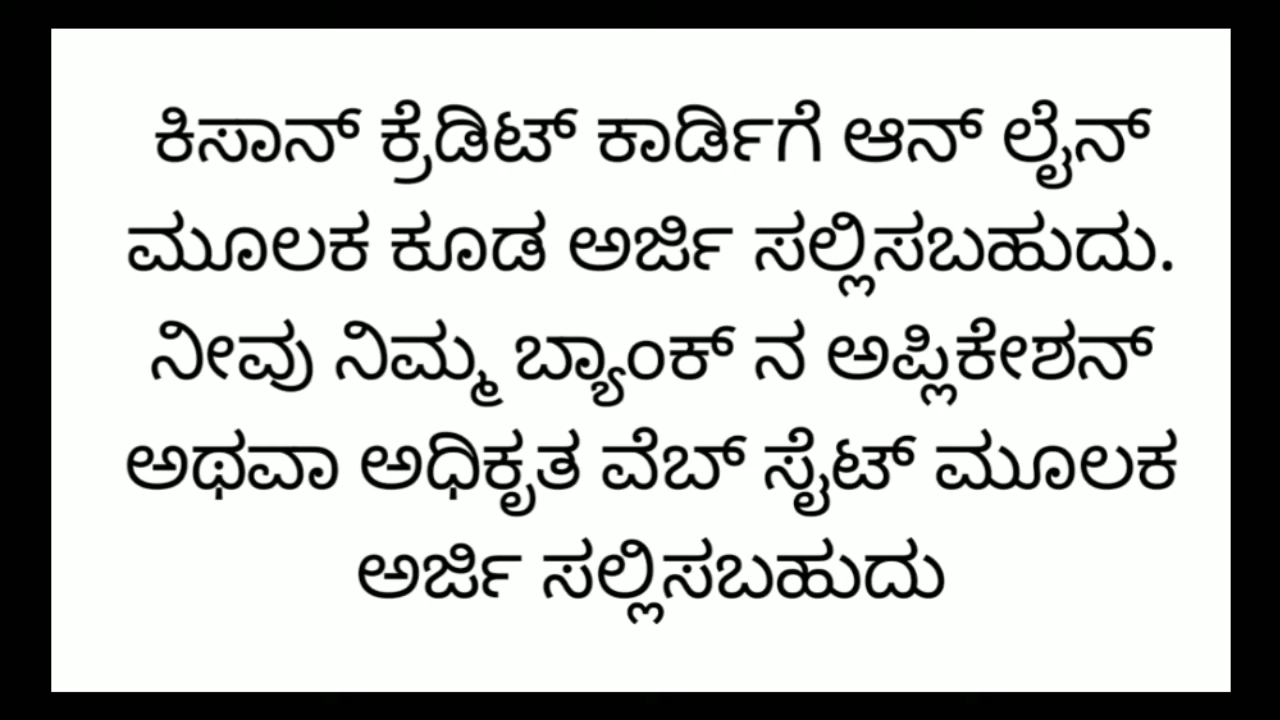 ಕಿಸಾನ್ ಕ್ರೆಡಿಟ್ ಕಾರ್ಡಿಗೆ ಆನ್ ಲೈನ್
ಮೂಲಕ ಕೂಡ ಅರ್ಜಿ ಸಲ್ಲಿಸಬಹುದು.
ನೀವು ನಿಮ್ಮ ಬ್ಯಾಂಕ್ ನ ಅಪ್ಲಿಕೇಶನ್
ಅಥವಾ ಅಧಿಕೃತ ವೆಬ್ ಸೈಟ್ ಮೂಲಕ
ಅರ್ಜಿ ಸಲ್ಲಿಸಬಹುದು